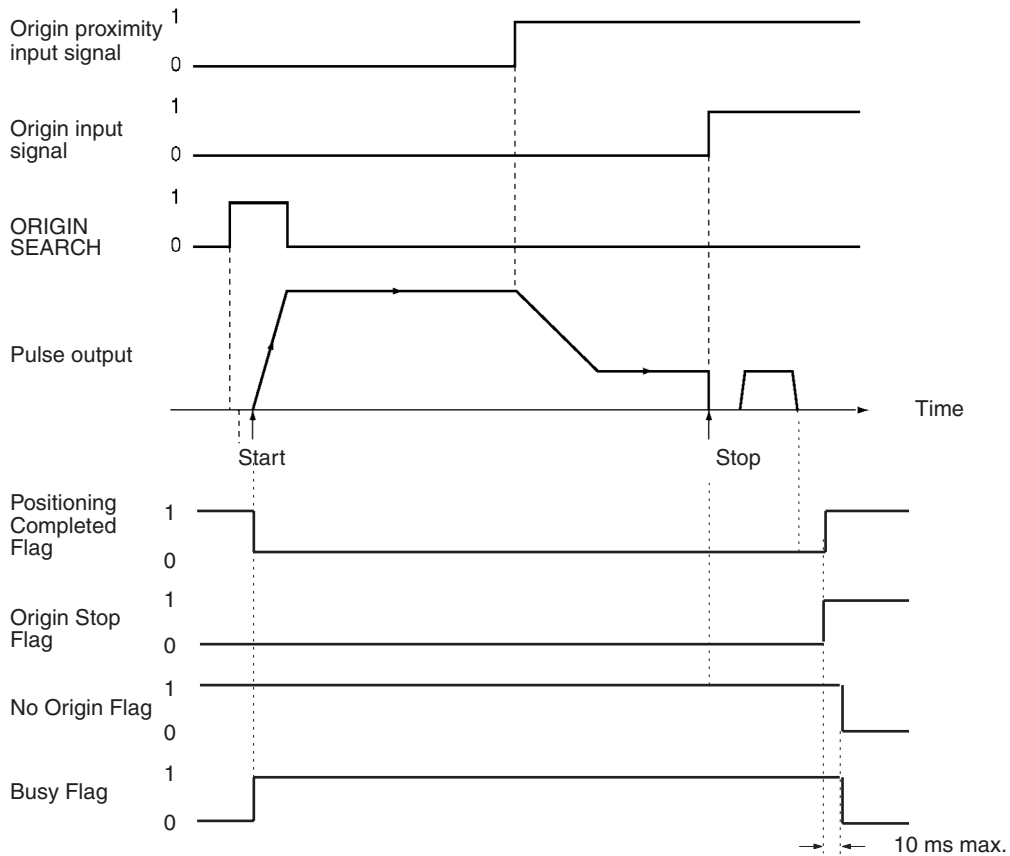 Origin proximity
input signal
1
0
Origin input
signal
1
0
ORIGIN
SEARCH
1
0
Pulse output
Time
Start
Stop
Positioning
Completed
Flag
1
0
Origin Stop
Flag
1
0
No Origin Flag
1
0
Busy Flag
1
0
10 ms max.